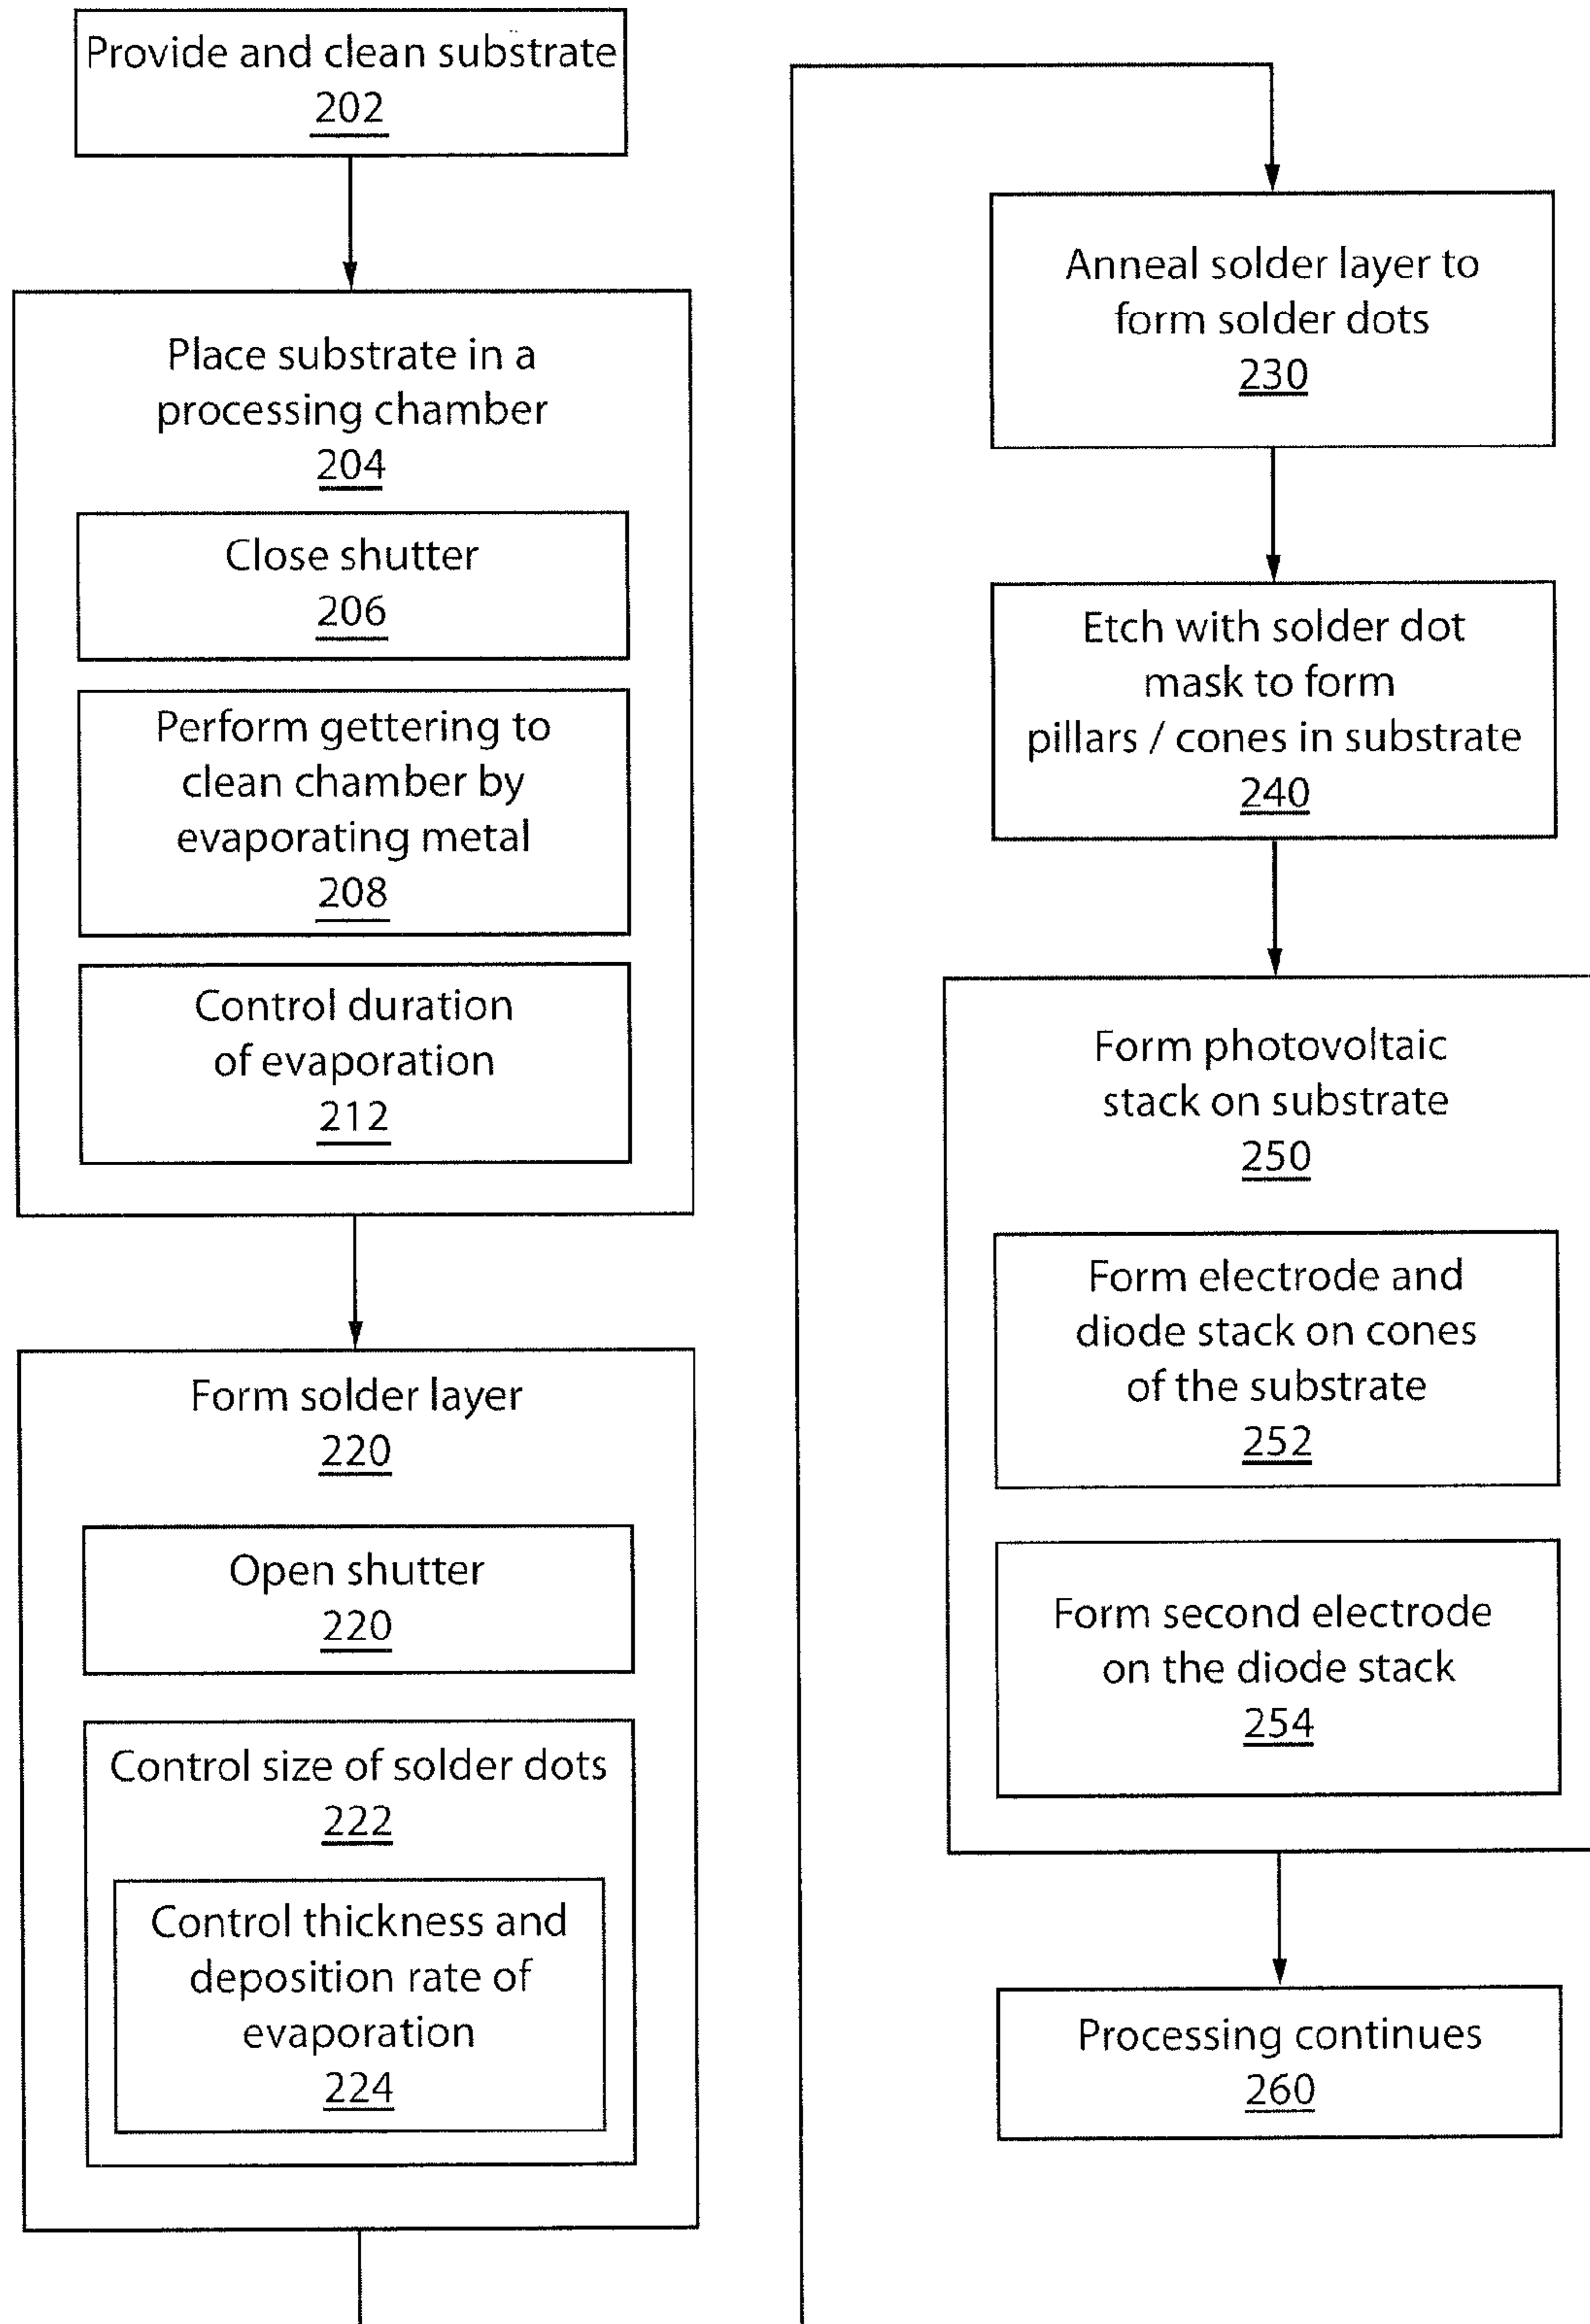 Provide and clean substrate
202
Place substrate in a
processing chamber
204
Close shutter
206
Perform gettering to
clean chamber by
evaporating metal
208
Control duration
of evaporation
212
Form solder layer
220
Open shutter
220
Control size of solder dots
222
Control thickness and
deposition rate of
evaporation
224
Anneal solder layer to
form solder dots
230
Etch with solder dot
mask to form
pillars / cones in substrate
240
Form photovoltaic
stack on substrate
250
Form electrode and
diode stack on cones
of the substrate
252
Form second electrode
on the diode stack
254
Processing continues
260